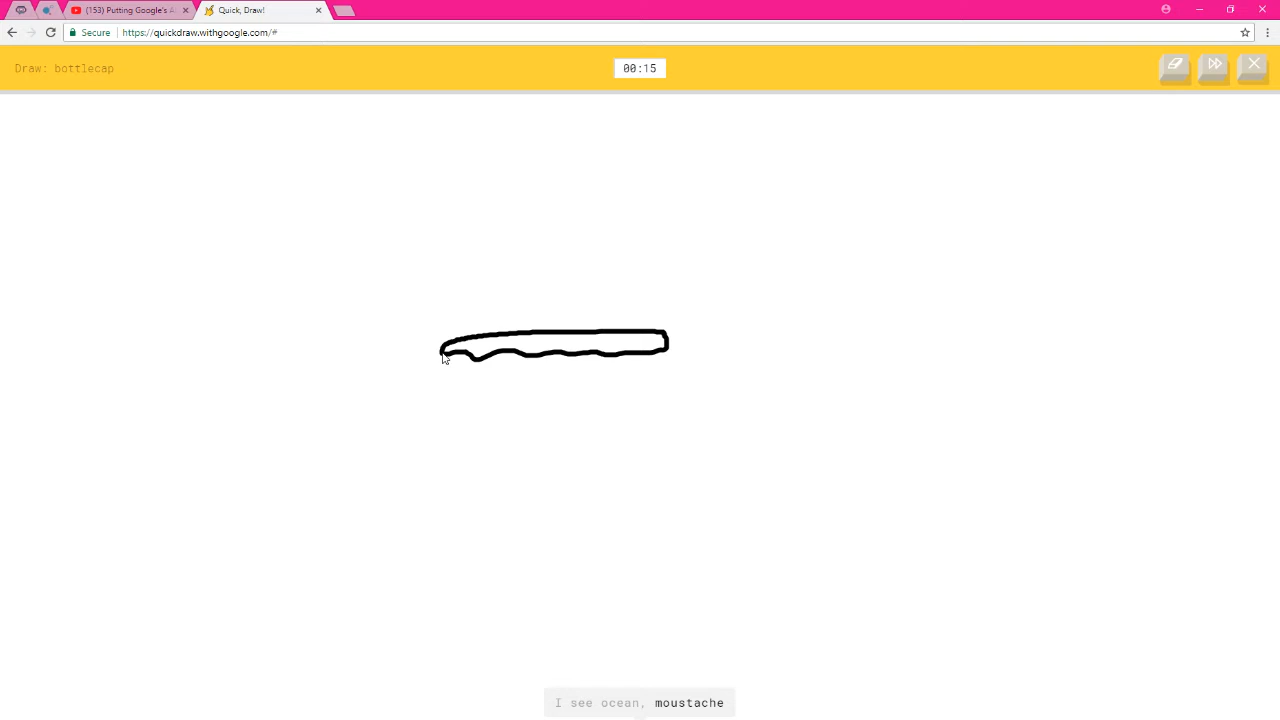 (153) Putting Google's A
Quick, Draw!
Secure
https://quickdraw.withgoogle.com/#
Draw: bottlecap
00:15
I see ocean, moustache